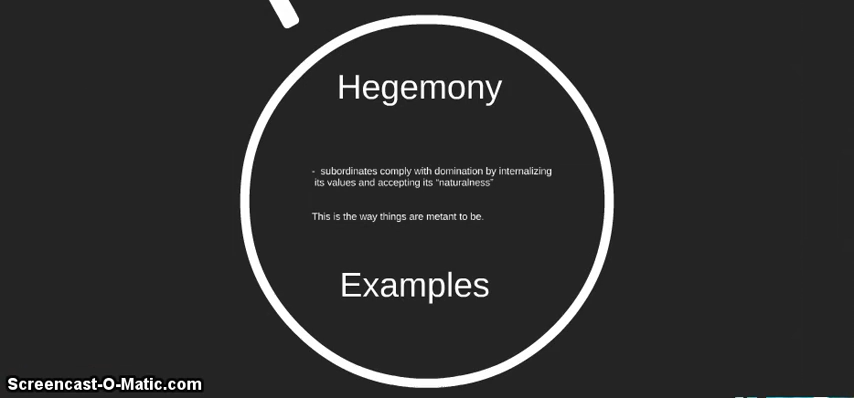 Hegemony
- subordinates comply with domination by internalizing
its values and accepting its "naturalness"
This is the way things are metant to be.
Examples
Screencast-O-Matic.com